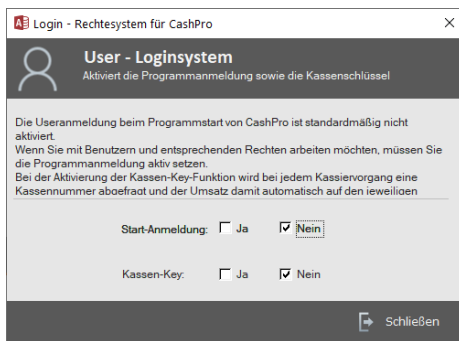 Login - Rechtesystem für CashPro
User - Loginsystem
Aktiviert die Programmanmeldung sowie die Kassenschlüssel
Die Useranmeldung beim Programmstart von CashPro ist standardmäßig nicht
aktiviert.
Wenn Sie mit Benutzern und entsprechenden Rechten arbeiten möchten, müssen Sie
die Programmanmeldung aktiv setzen.
Bei der Aktivierung der Kassen-Key-Funktion wird bei jedem Kassiervorgang eine
Kassennummer abgefragt und der Umsatz damit automatisch auf den jeweiligen
Start-Anmeldung: Ja Nein
Kassen-Key: Ja Nein
Schließen